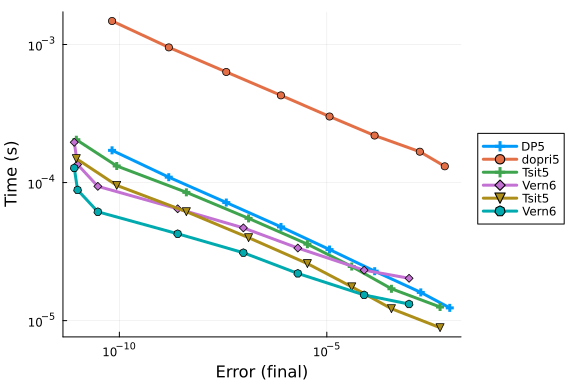 10⁻³
10⁻⁴
10⁻⁵
Time (s)
10⁻¹⁰
10⁻⁵
Error (final)
DP5
dopri5
Tsit5
Vern6
Tsit5
Vern6